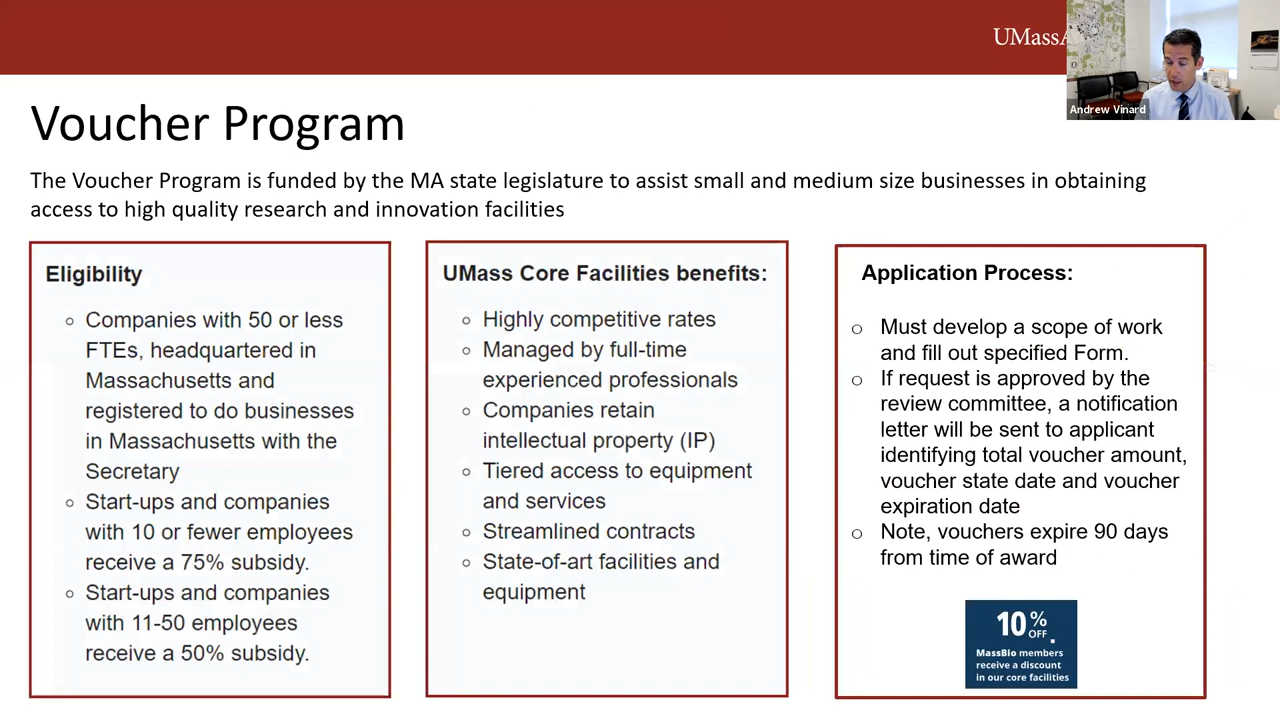 UMassA
Andrew Vinard
Voucher Program
The Voucher Program is funded by the MA state legislature to assist small and medium size businesses in obtaining
access to high quality research and innovation facilities
Eligibility
Companies with 50 or less
FTEs, headquartered in
Massachusetts and
registered to do businesses
in Massachusetts with the
Secretary
Start-ups and companies
with 10 or fewer employees
receive a 75% subsidy.
Start-ups and companies
with 11-50 employees
receive a 50% subsidy.
UMass Core Facilities benefits:
Highly competitive rates
Managed by full-time
experienced professionals
Companies retain
intellectual property (IP)
Tiered access to equipment
and services
Streamlined contracts
State-of-art facilities and
equipment
Application Process:
Must develop a scope of work
and fill out specified Form.
If request is approved by the
review committee, a notification
letter will be sent to applicant
identifying total voucher amount,
voucher state date and voucher
expiration date
Note, vouchers expire 90 days
from time of award
10% OFF.
MassBio members
receive a discount
in our core facilities